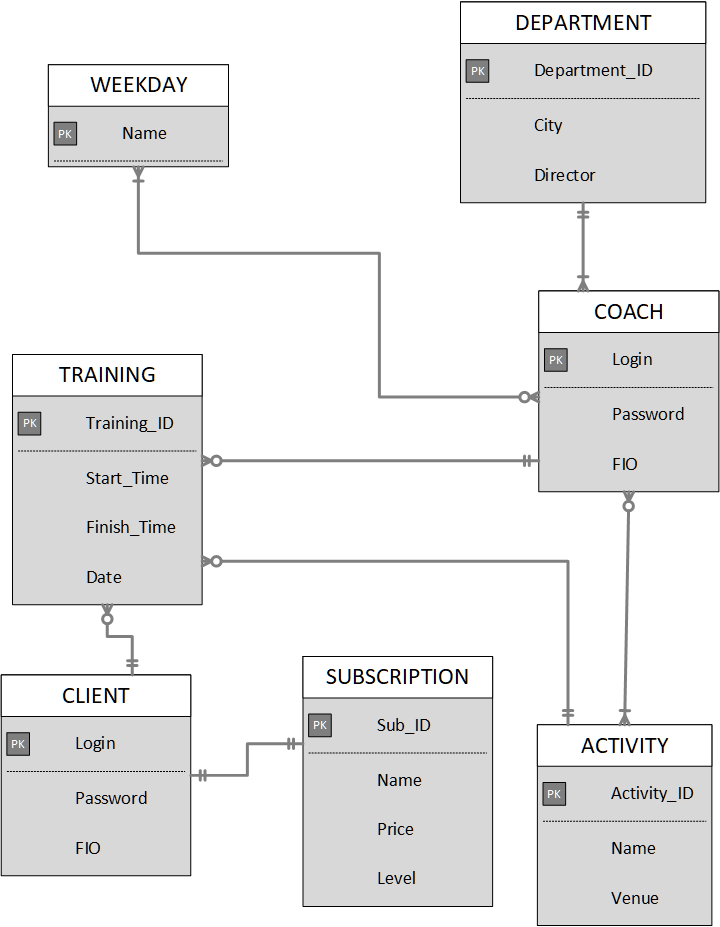 DEPARTMENT
PK Department_ID
City
Director
WEEKDAY
PK Name
COACH
PK Login
Password
FIO
TRAINING
PK Training_ID
Start_Time
Finish_Time
Date
CLIENT
PK Login
Password
FIO
SUBSCRIPTION
PK Sub_ID
Name
Price
Level
ACTIVITY
PK Activity_ID
Name
Venue